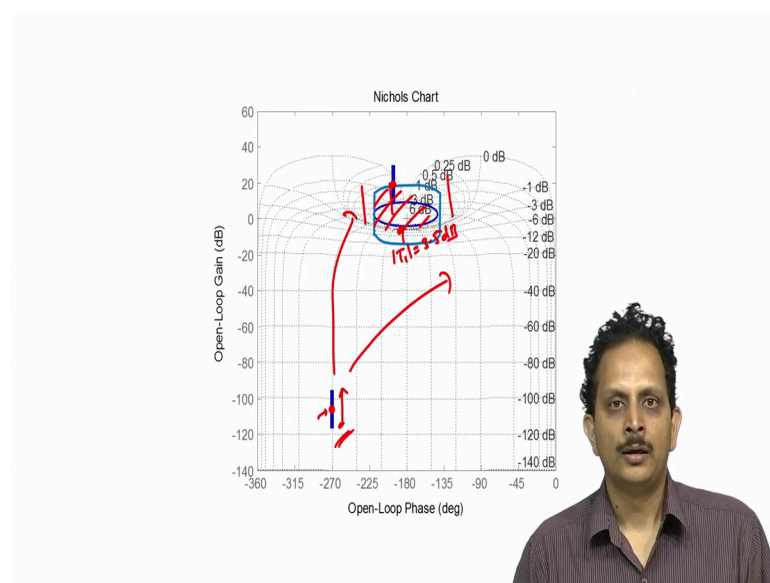 Nichols Chart
60
40
20
0
-20
-40
-60
-80
-100
-120
-140
0 dB
0.25 dB
0.5 dB
1 dB
-1 dB
3 dB
-3 dB
6 dB
-6 dB
-12 dB
-20 dB
-40 dB
-60 dB
-80 dB
-100 dB
-120 dB
-140 dB
|T₁|=3.5dB
-360 -315 -270 -225 -180 -135 -90 -45 0
Open-Loop Gain (dB)
Open-Loop Phase (deg)